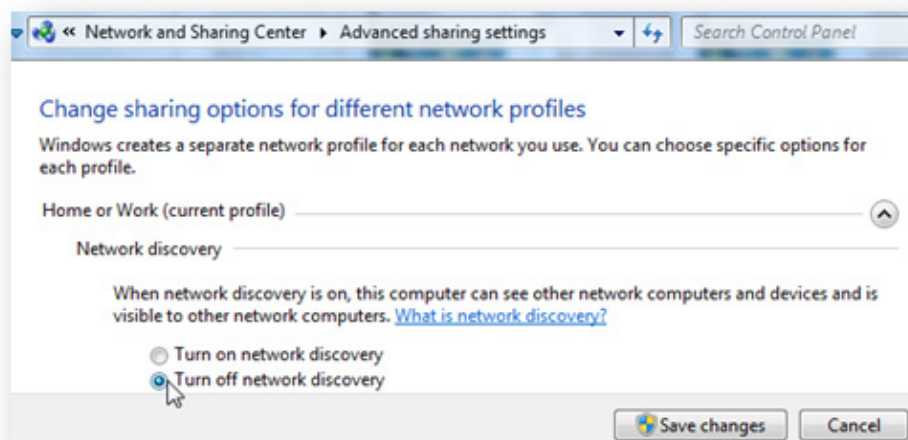 « Network and Sharing Center ▸ Advanced sharing settings
Search Control Panel
Change sharing options for different network profiles
Windows creates a separate network profile for each network you use. You can choose specific options for
each profile.
Home or Work (current profile)
Network discovery
When network discovery is on, this computer can see other network computers and devices and is
visible to other network computers. What is network discovery?
Turn on network discovery
Turn off network discovery
Save changes
Cancel